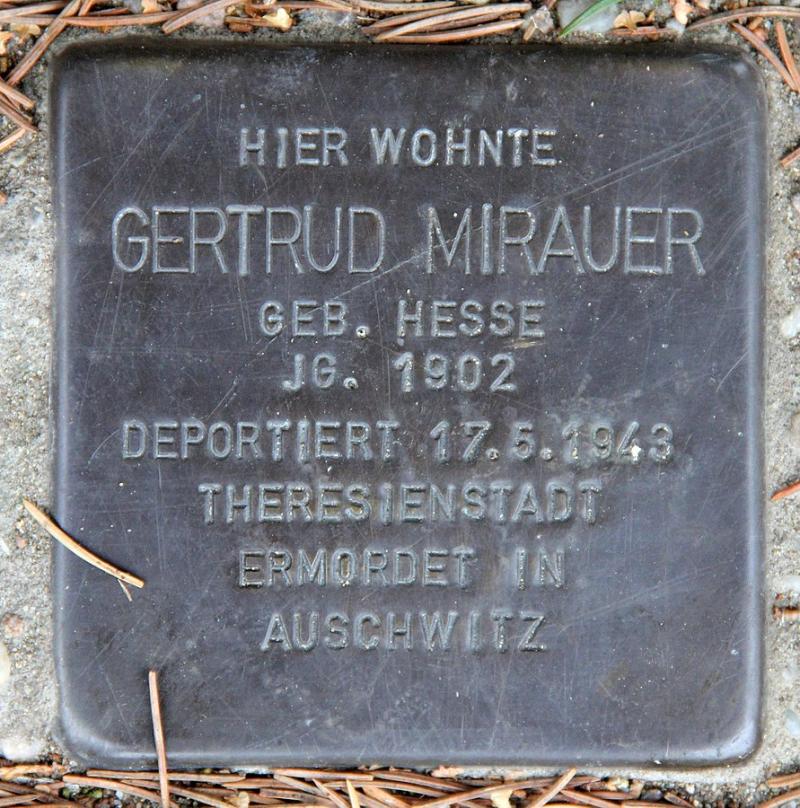 HIER WOHNTE
GERTRUD MIRAUER
GEB. HESSE
JG. 1902
DEPORTIERT 17.5.1943
THERESIENSTADT
ERMORDET IN
AUSCHWITZ